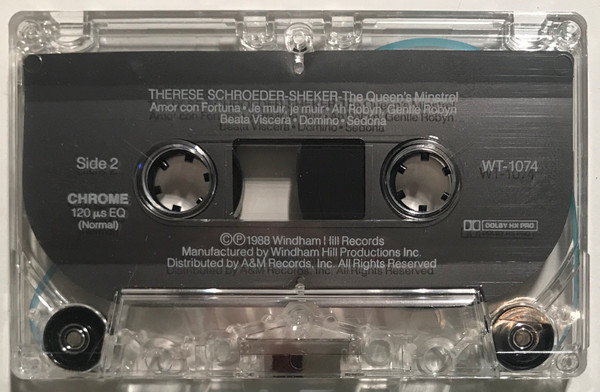 THERESE SCHROEDER-SHEKER-The Queen's Minstrel
Amor con Fortuna • Je muir, je muir • Ah Robyn, Gentle Robyn
Beata Viscera • Domino • Sedona
Side 2
WT-1074
CHROME
120 µs EQ
(Normal)
DOLBY HX PRO
©℗1988 Windham Hill Records
Manufactured by Windham Hill Productions Inc.
Distributed by A&M Records, Inc. All Rights Reserved